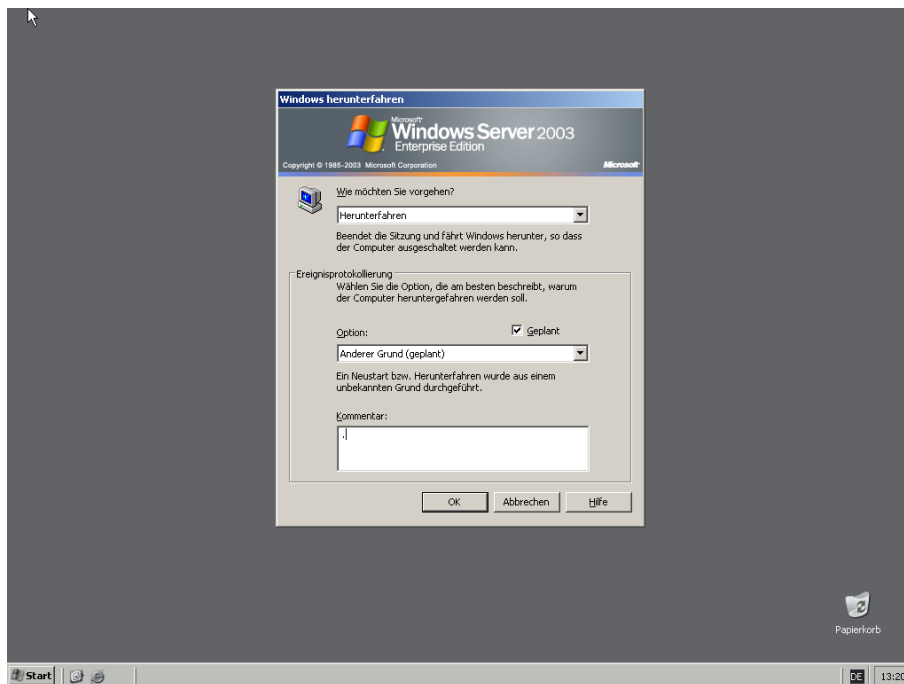 Windows herunterfahren
Microsoft
Windows Server 2003
Enterprise Edition
Copyright © 1985-2003 Microsoft Corporation
Microsoft
Wie möchten Sie vorgehen?
Herunterfahren
Beendet die Sitzung und fährt Windows herunter, so dass
der Computer ausgeschaltet werden kann.
Ereignisprotokollierung
Wählen Sie die Option, die am besten beschreibt, warum
der Computer heruntergefahren werden soll.
Option:
Geplant
Anderer Grund (geplant)
Ein Neustart bzw. Herunterfahren wurde aus einem
unbekannten Grund durchgeführt.
Kommentar:
.
OK
Abbrechen
Hilfe
Papierkorb
Start
DE
13:20